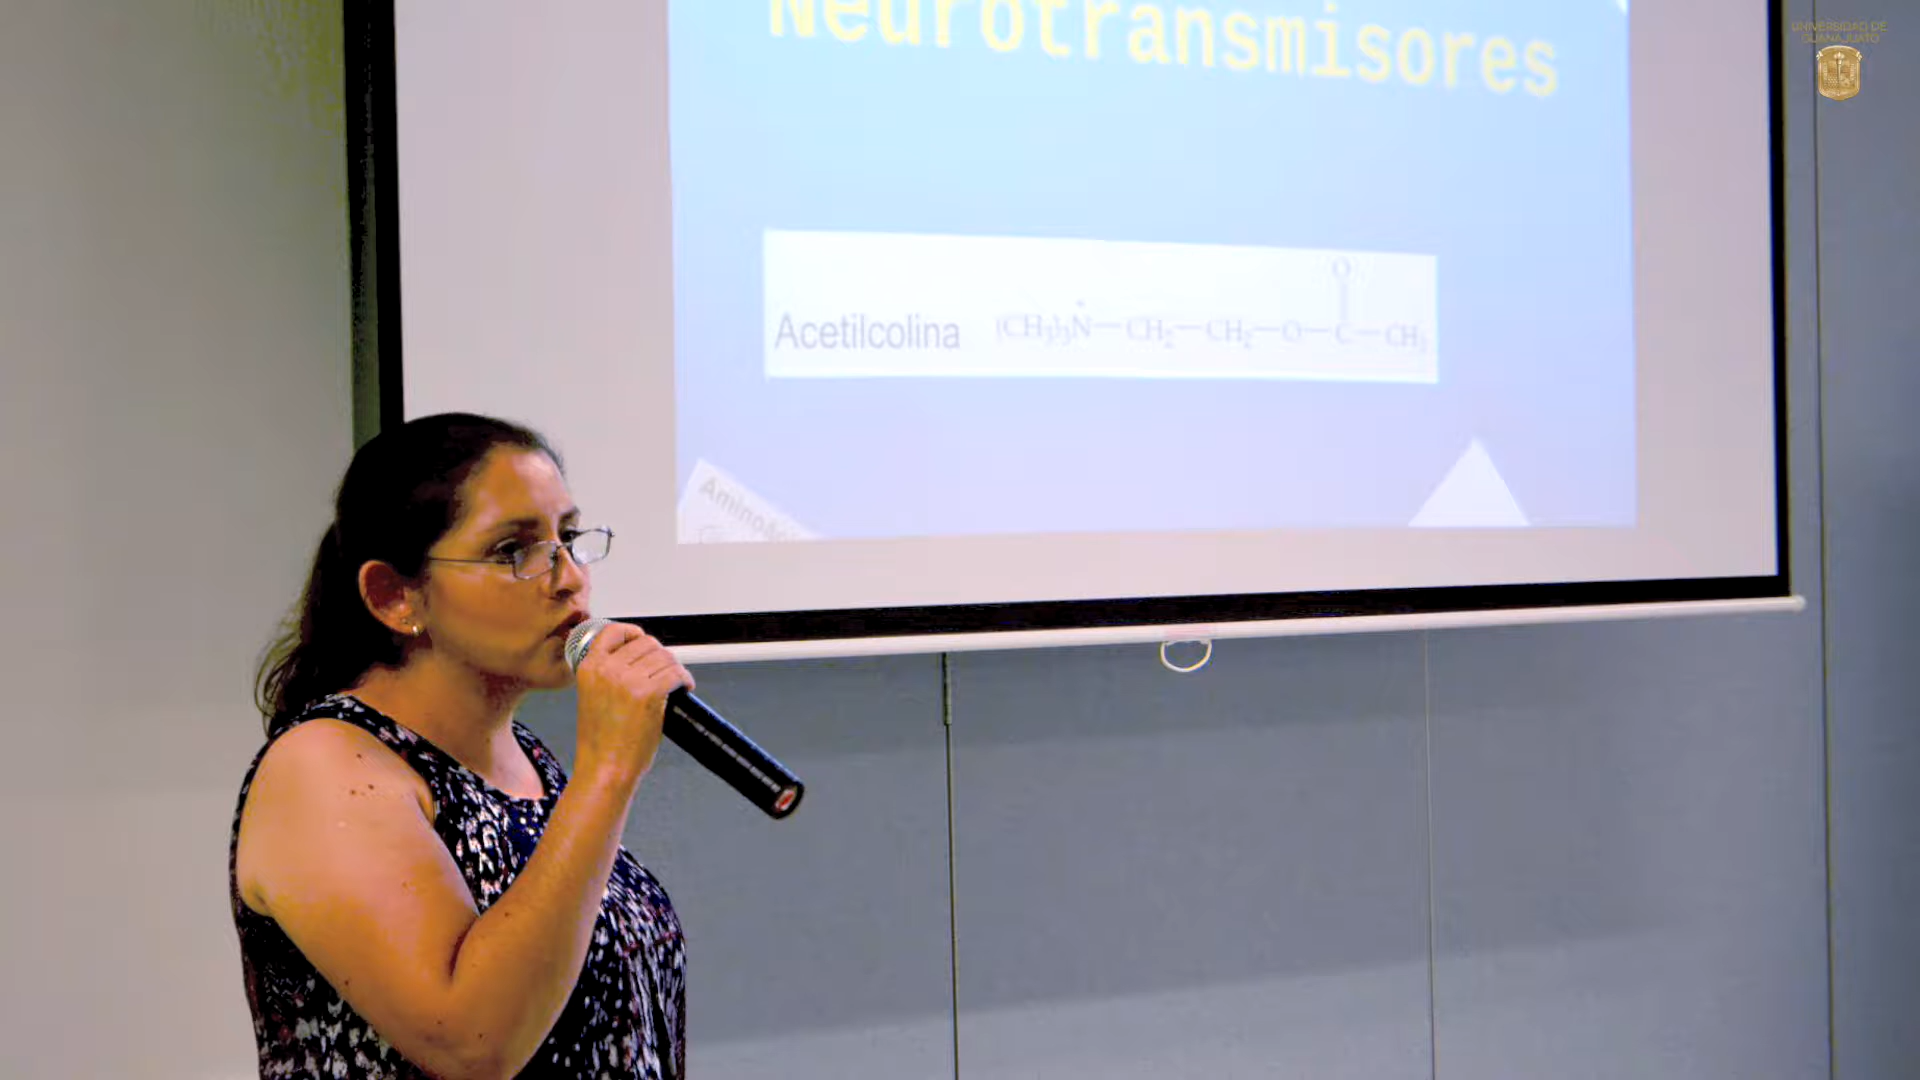 Neurotransmisores
UNIVERSIDAD DE
GUANAJUATO
O
Acetilcolina (CH₃)₃N—CH₂—CH₂—O—C—CH₃